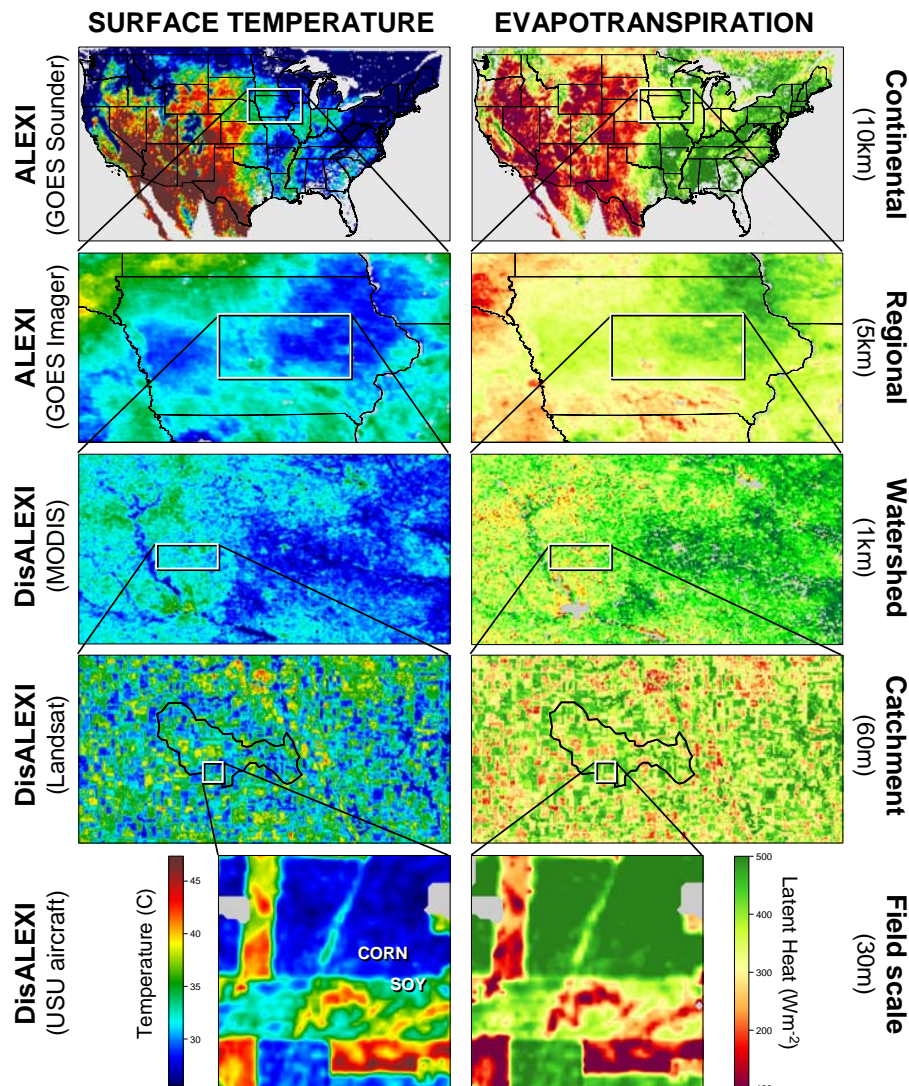 SURFACE TEMPERATURE
EVAPOTRANSPIRATION
ALEXI
(GOES Sounder)
Continental
(10km)
ALEXI
(GOES Imager)
Regional
(5km)
DisALEXI
(MODIS)
Watershed
(1km)
DisALEXI
(Landsat)
Catchment
(60m)
DisALEXI
(USU aircraft)
Temperature (C)
45
40
35
30
CORN
SOY
500
400
300
200
Latent Heat (Wm-2)
Field scale
(30m)